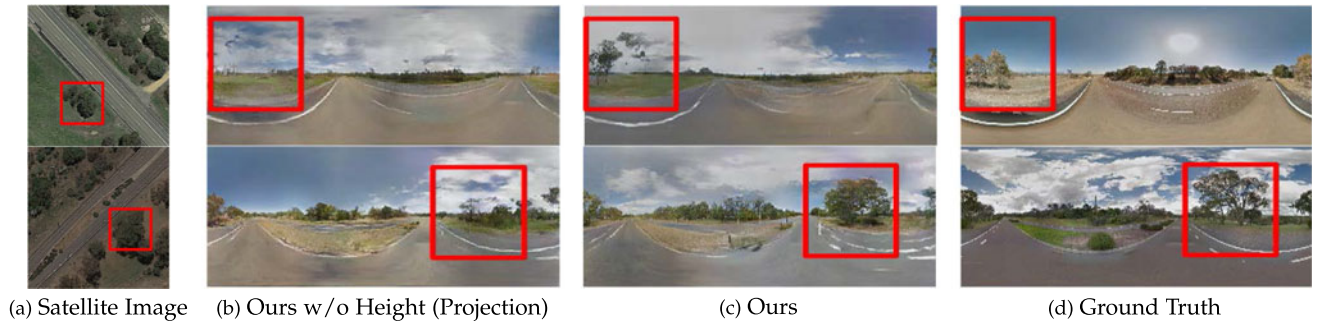 (a) Satellite Image
(b) Ours w/o Height (Projection)
(c) Ours
(d) Ground Truth